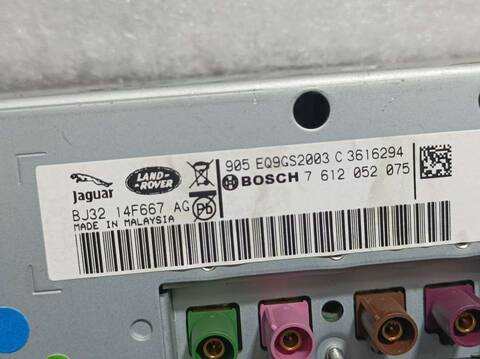 905 EQ9GS2003 C 3616294
Jaguar
LAND-
ROVER
BOSCH 7 612 052 075
BJ32 14F667 AG
Pb
MADE IN MALAYSIA